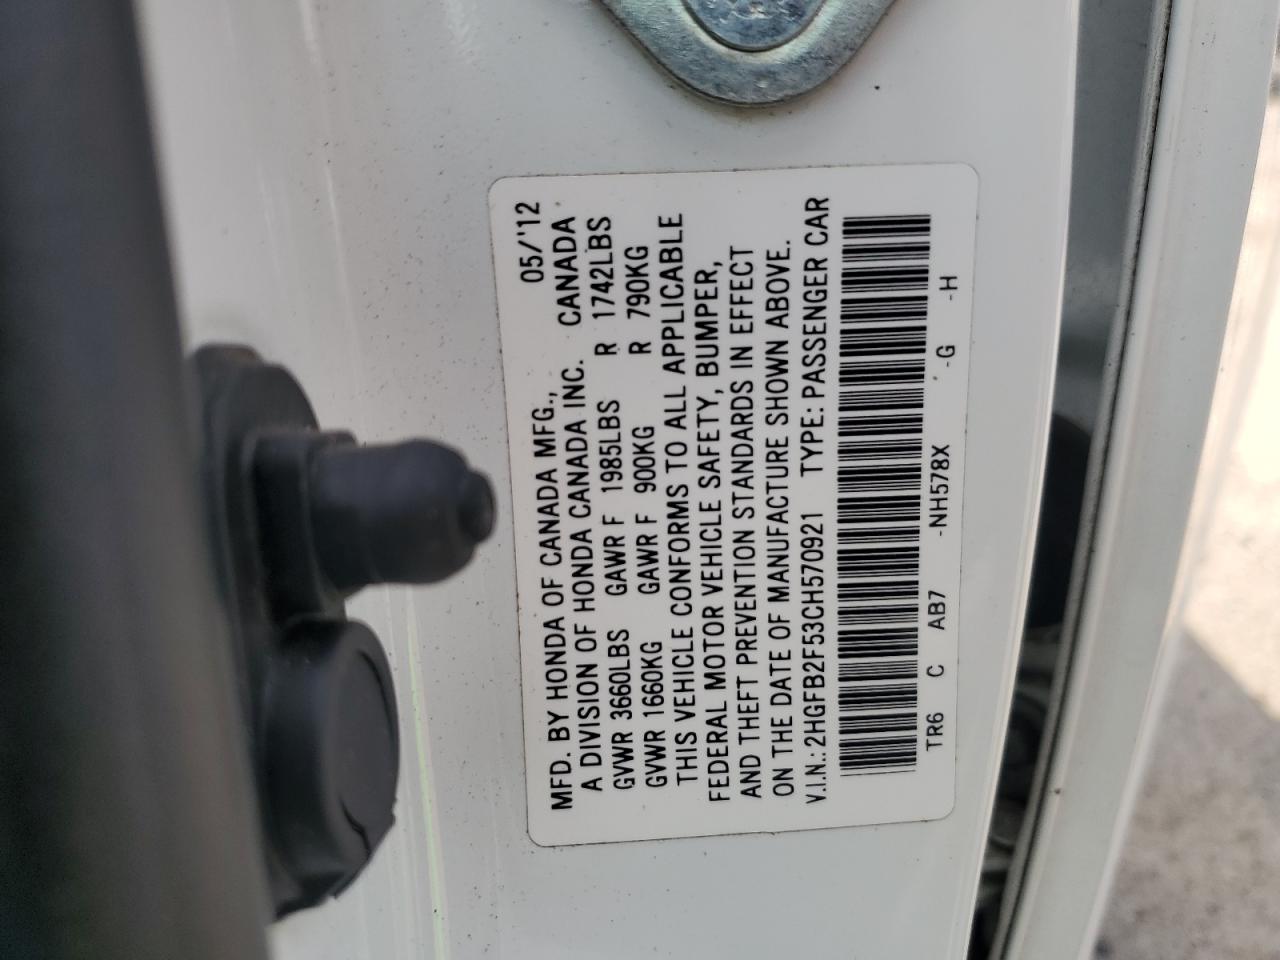 MFD. BY HONDA OF CANADA MFG., 05/'12
A DIVISION OF HONDA CANADA INC. CANADA
GVWR 3660LBS GAWR F 1985LBS R 1742LBS
GVWR 1660KG GAWR F 900KG R 790KG
THIS VEHICLE CONFORMS TO ALL APPLICABLE
FEDERAL MOTOR VEHICLE SAFETY, BUMPER,
AND THEFT PREVENTION STANDARDS IN EFFECT
ON THE DATE OF MANUFACTURE SHOWN ABOVE.
V.I.N.: 2HGFB2F53CH570921 TYPE: PASSENGER CAR
TR6 C AB7 -NH578X -G -H